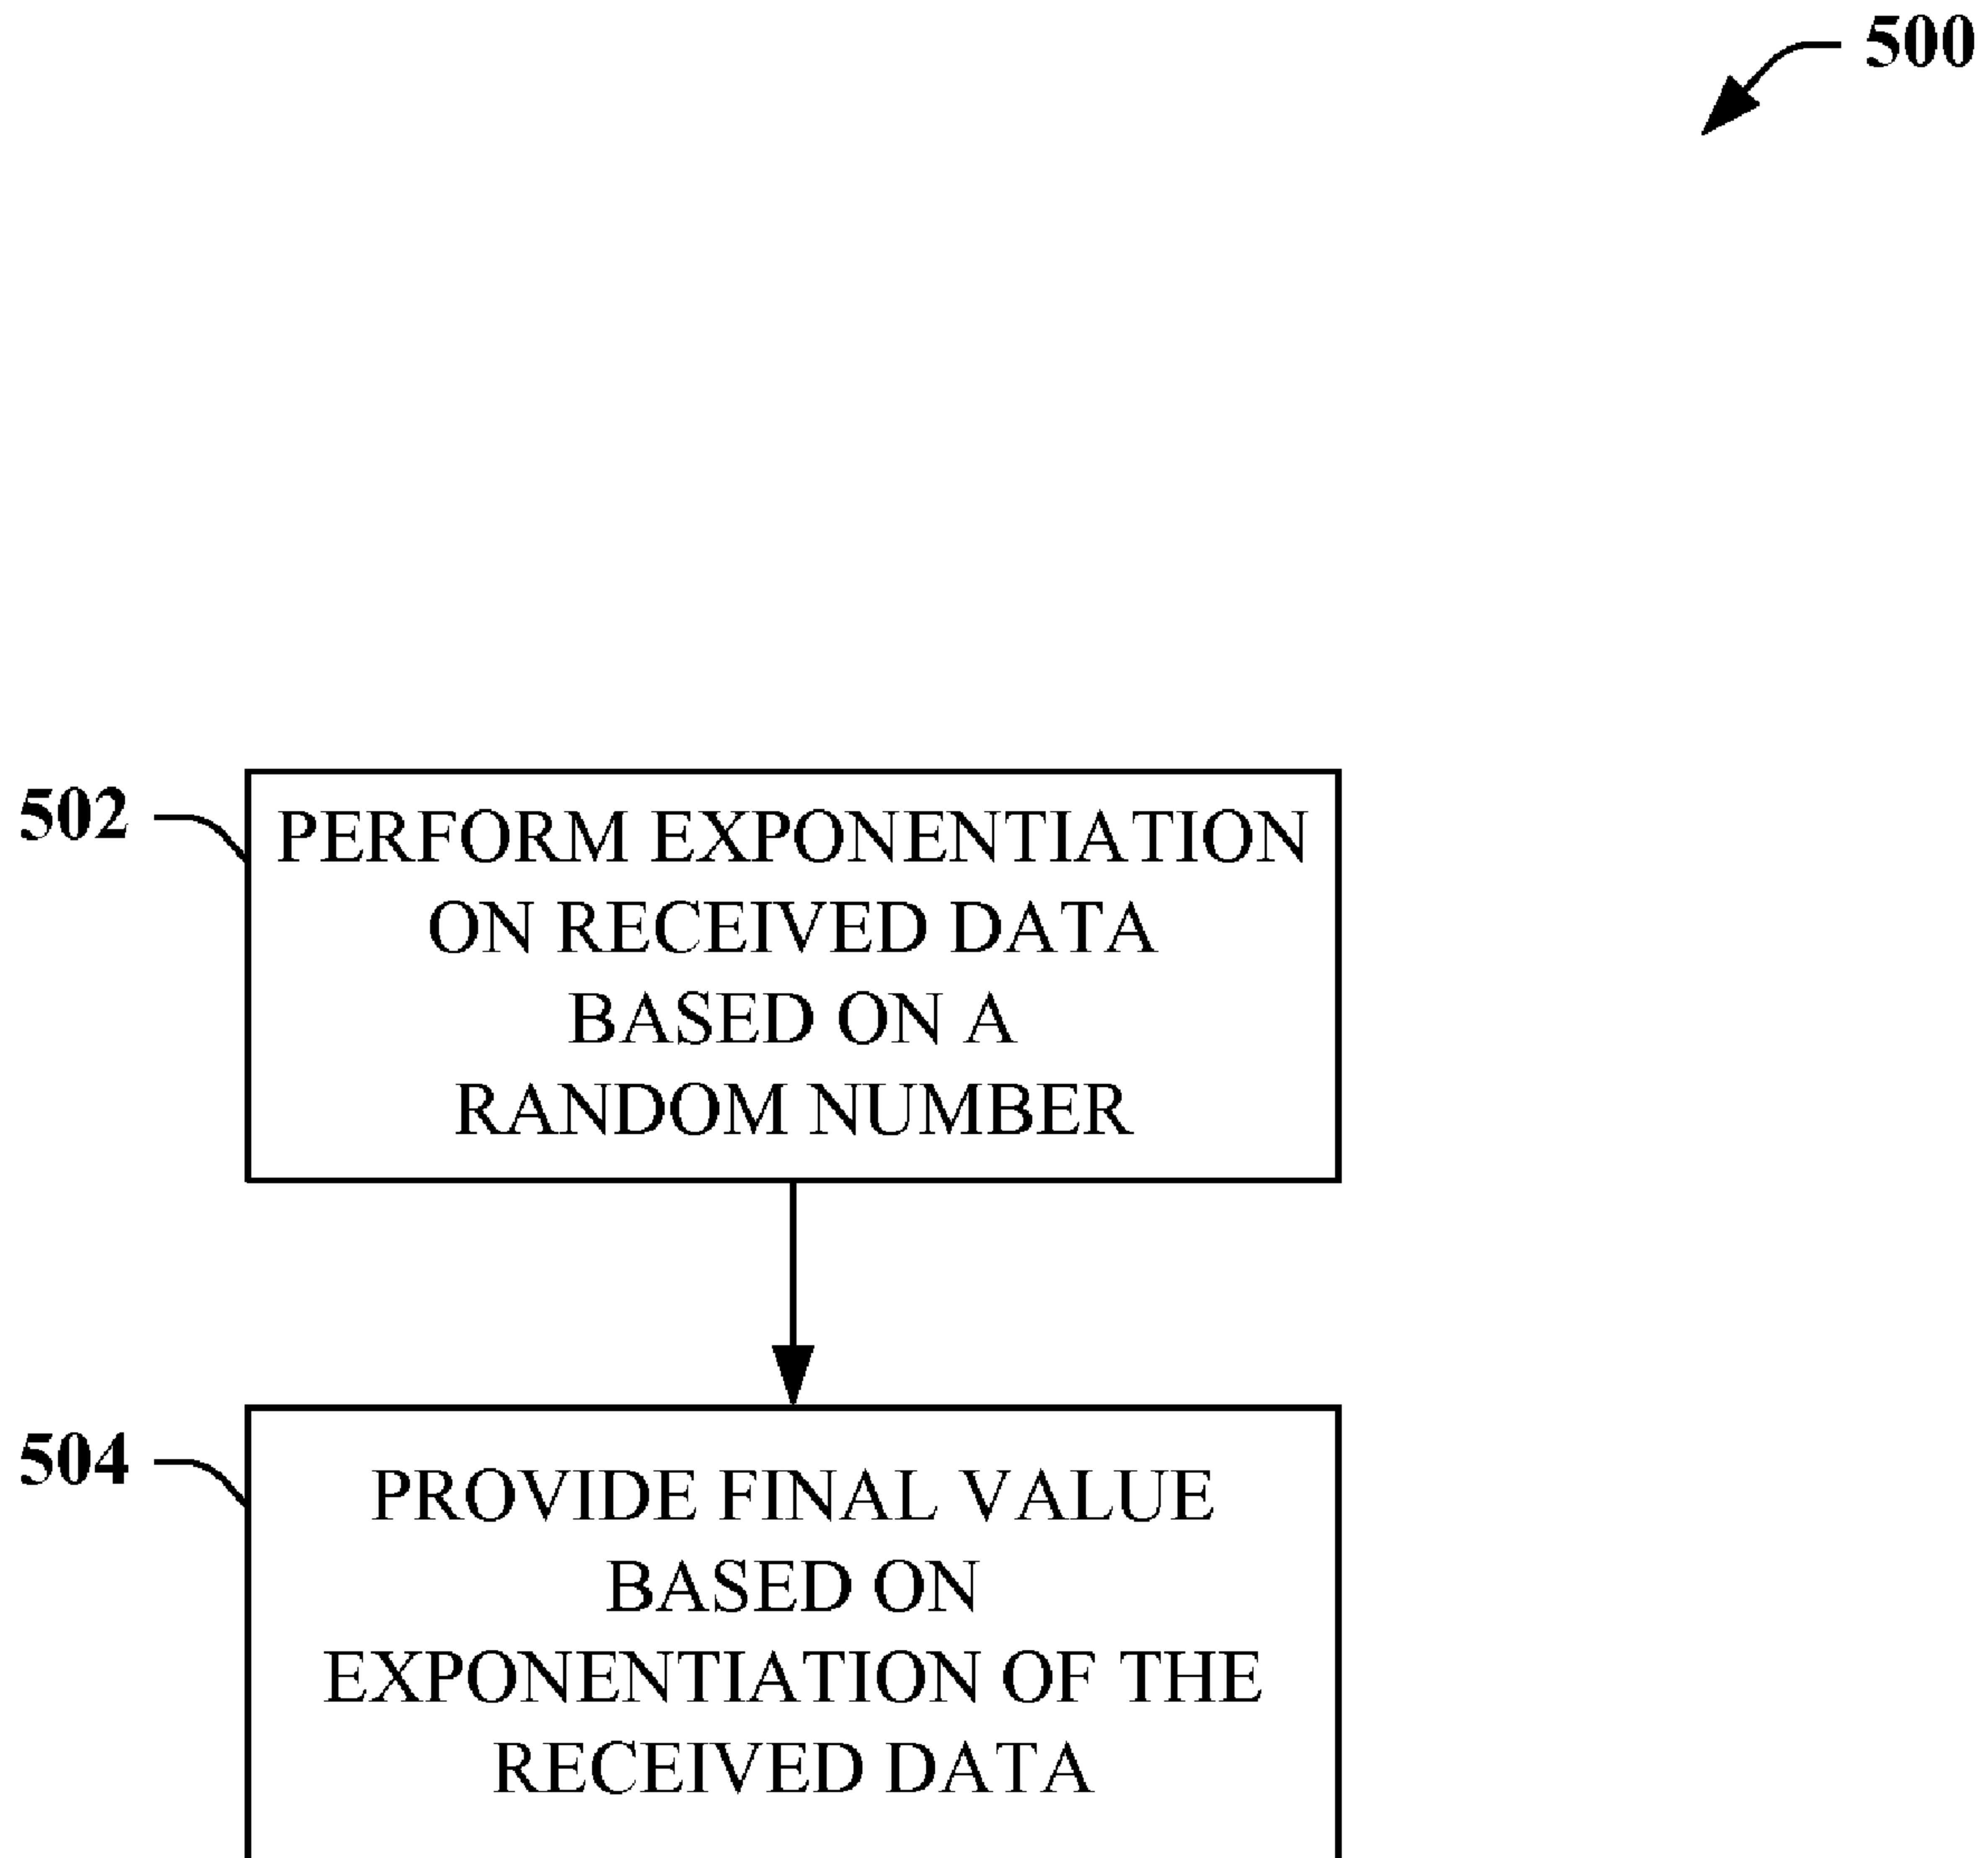 500
502
PERFORM EXPONENTIATION
ON RECEIVED DATA
BASED ON A
RANDOM NUMBER
504
PROVIDE FINAL VALUE
BASED ON
EXPONENTIATION OF THE
RECEIVED DATA